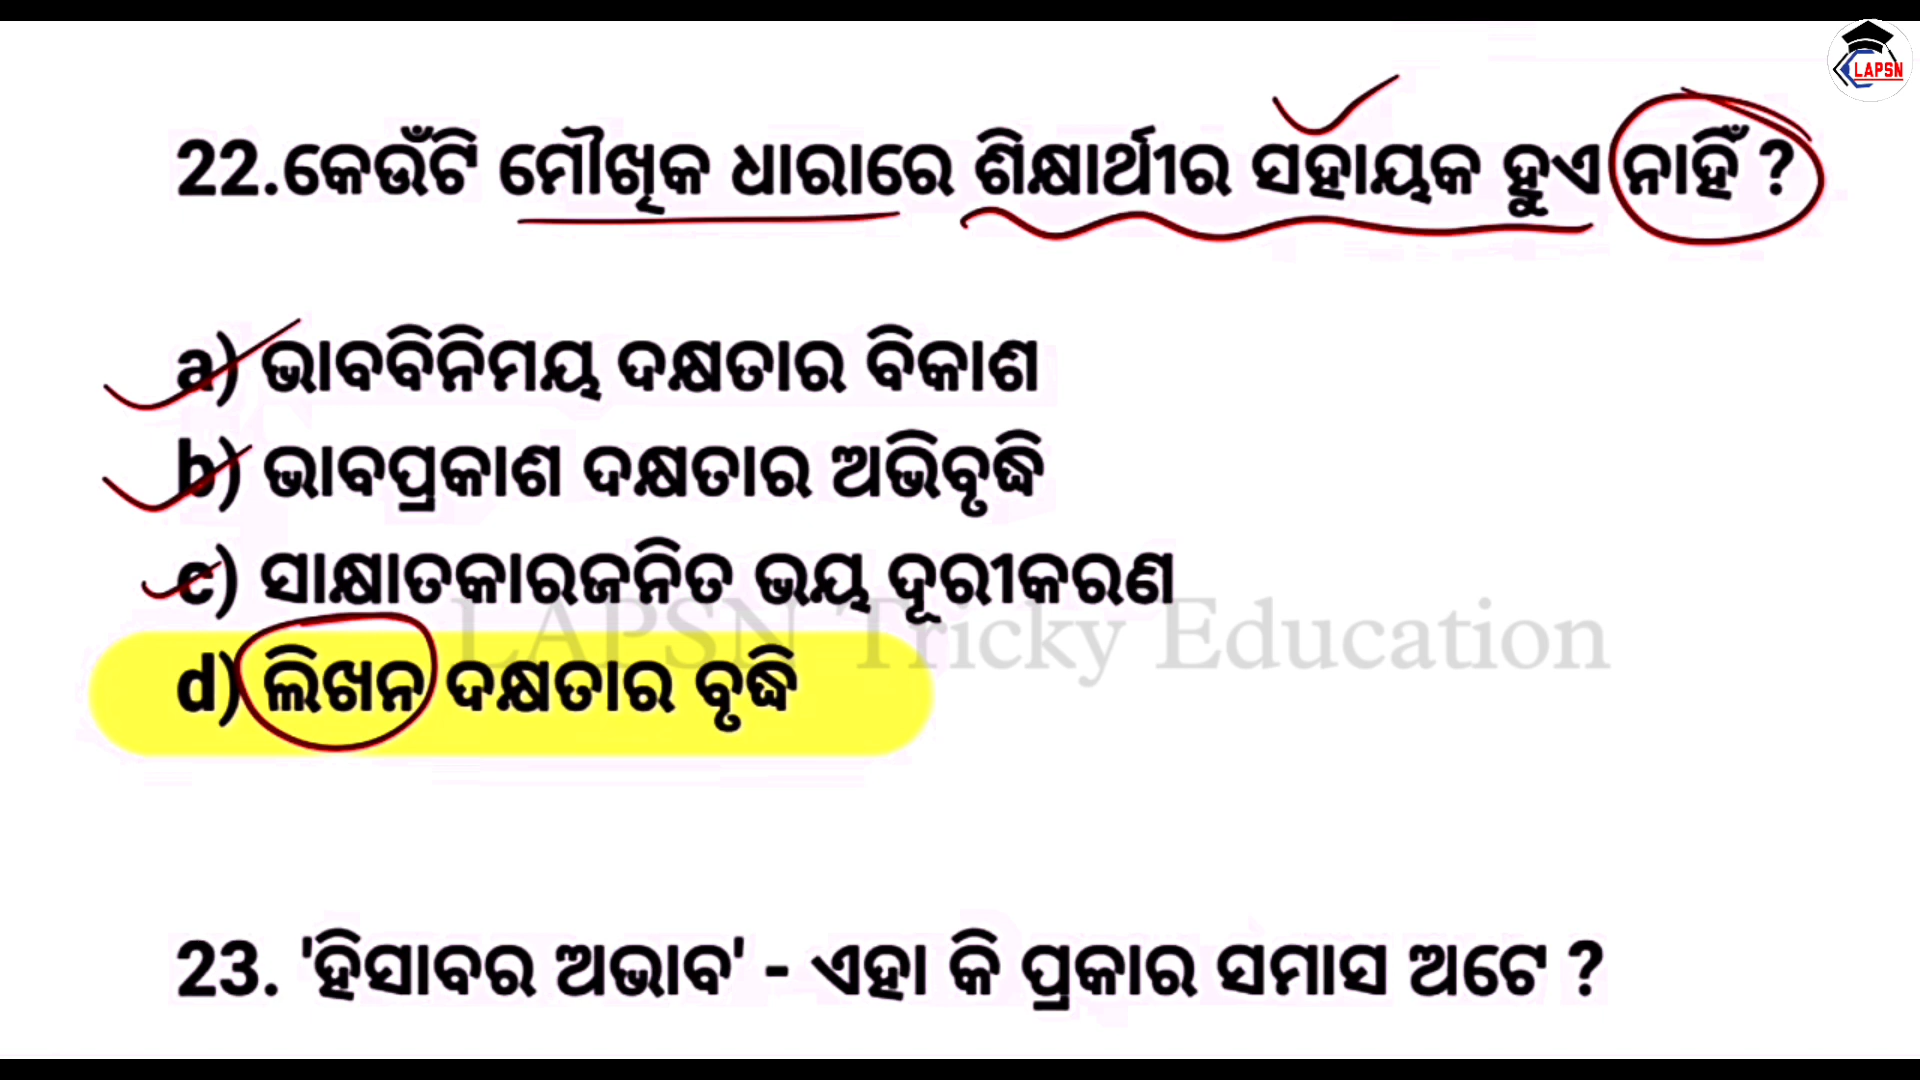 LAPSN
22.କେଉଁଟି ମୌଖିକ ଧାରାରେ ଶିକ୍ଷାର୍ଥୀର ସହାୟକ ହୁଏ ନାହିଁ ?
a) ଭାବବିନିମୟ ଦକ୍ଷତାର ବିକାଶ
b) ଭାବପ୍ରକାଶ ଦକ୍ଷତାର ଅଭିବୃଦ୍ଧି
c) ସାକ୍ଷାତକାରଜନିତ ଭୟ ଦୂରୀକରଣ
LAPSN Tricky Education
d) ଲିଖନ ଦକ୍ଷତାର ବୃଦ୍ଧି
23. 'ହିସାବର ଅଭାବ' - ଏହା କି ପ୍ରକାର ସମାସ ଅଟେ ?